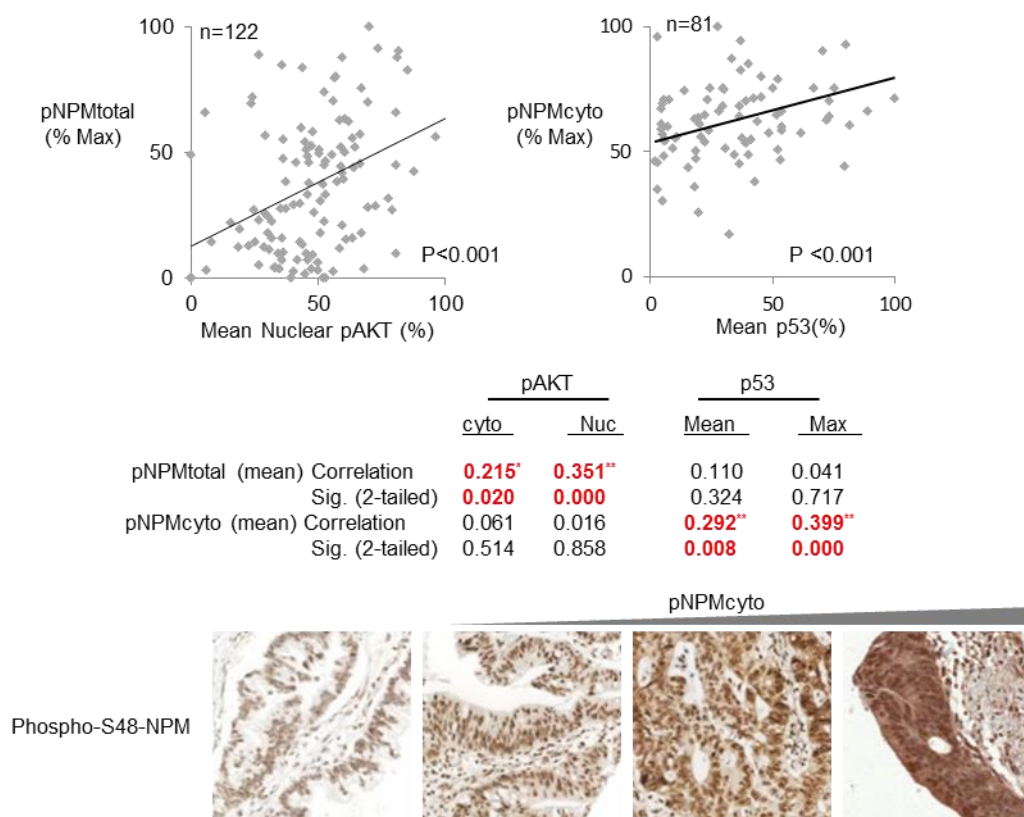 100
n=122
pNPMtotal
(% Max)
50
0
P<0.001
0
50
100
Mean Nuclear pAKT (%)
100
n=81
pNPMcyto
(% Max)
50
0
P <0.001
0
50
100
Mean p53(%)
pAKT p53
cyto Nuc Mean Max
pNPMtotal (mean) Correlation 0.215* 0.351** 0.110 0.041
Sig. (2-tailed) 0.020 0.000 0.324 0.717
pNPMcyto (mean) Correlation 0.061 0.016 0.292** 0.399**
Sig. (2-tailed) 0.514 0.858 0.008 0.000
pNPMcyto
Phospho-S48-NPM